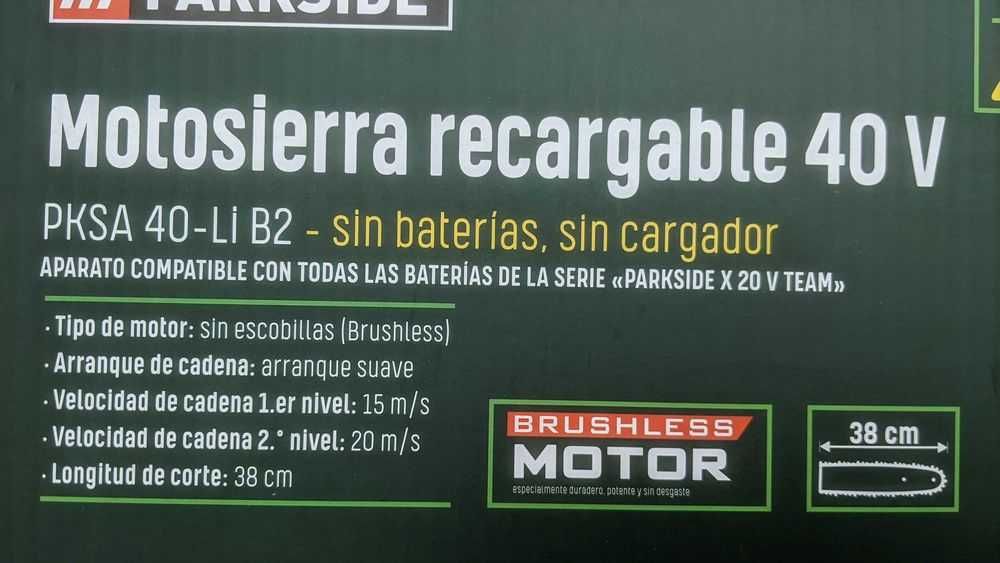 PARKSIDE
Motosierra recargable 40 V
PKSA 40-Li B2 - sin baterías, sin cargador
APARATO COMPATIBLE CON TODAS LAS BATERÍAS DE LA SERIE «PARKSIDE X 20 V TEAM»
· Tipo de motor: sin escobillas (Brushless)
· Arranque de cadena: arranque suave
· Velocidad de cadena 1.er nivel: 15 m/s
· Velocidad de cadena 2.° nivel: 20 m/s
· Longitud de corte: 38 cm
BRUSHLESS
MOTOR
especialmente duradero, potente y sin desgaste
38 cm